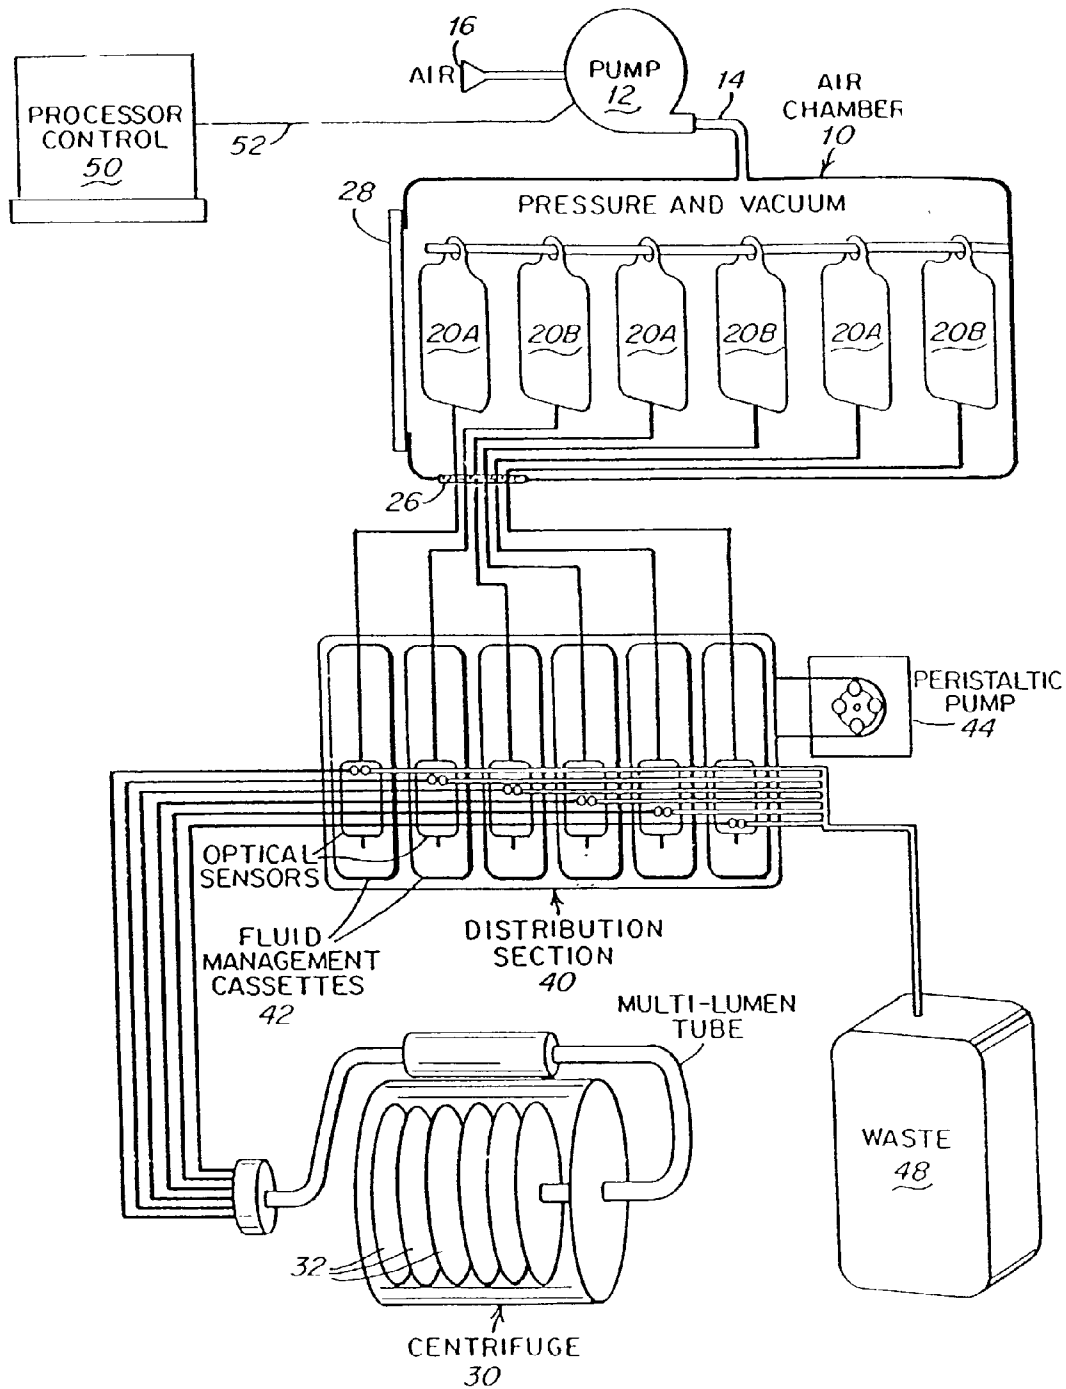 16
AIR
PUMP
12
14
AIR
CHAMBER
10
PROCESSOR
CONTROL
50
52
28
PRESSURE AND VACUUM
20A
20B
20A
20B
20A
20B
26
PERISTALTIC
PUMP
44
OPTICAL
SENSORS
FLUID
MANAGEMENT
CASSETTES
42
DISTRIBUTION
SECTION
40
MULTI-LUMEN
TUBE
WASTE
48
32
CENTRIFUGE
30